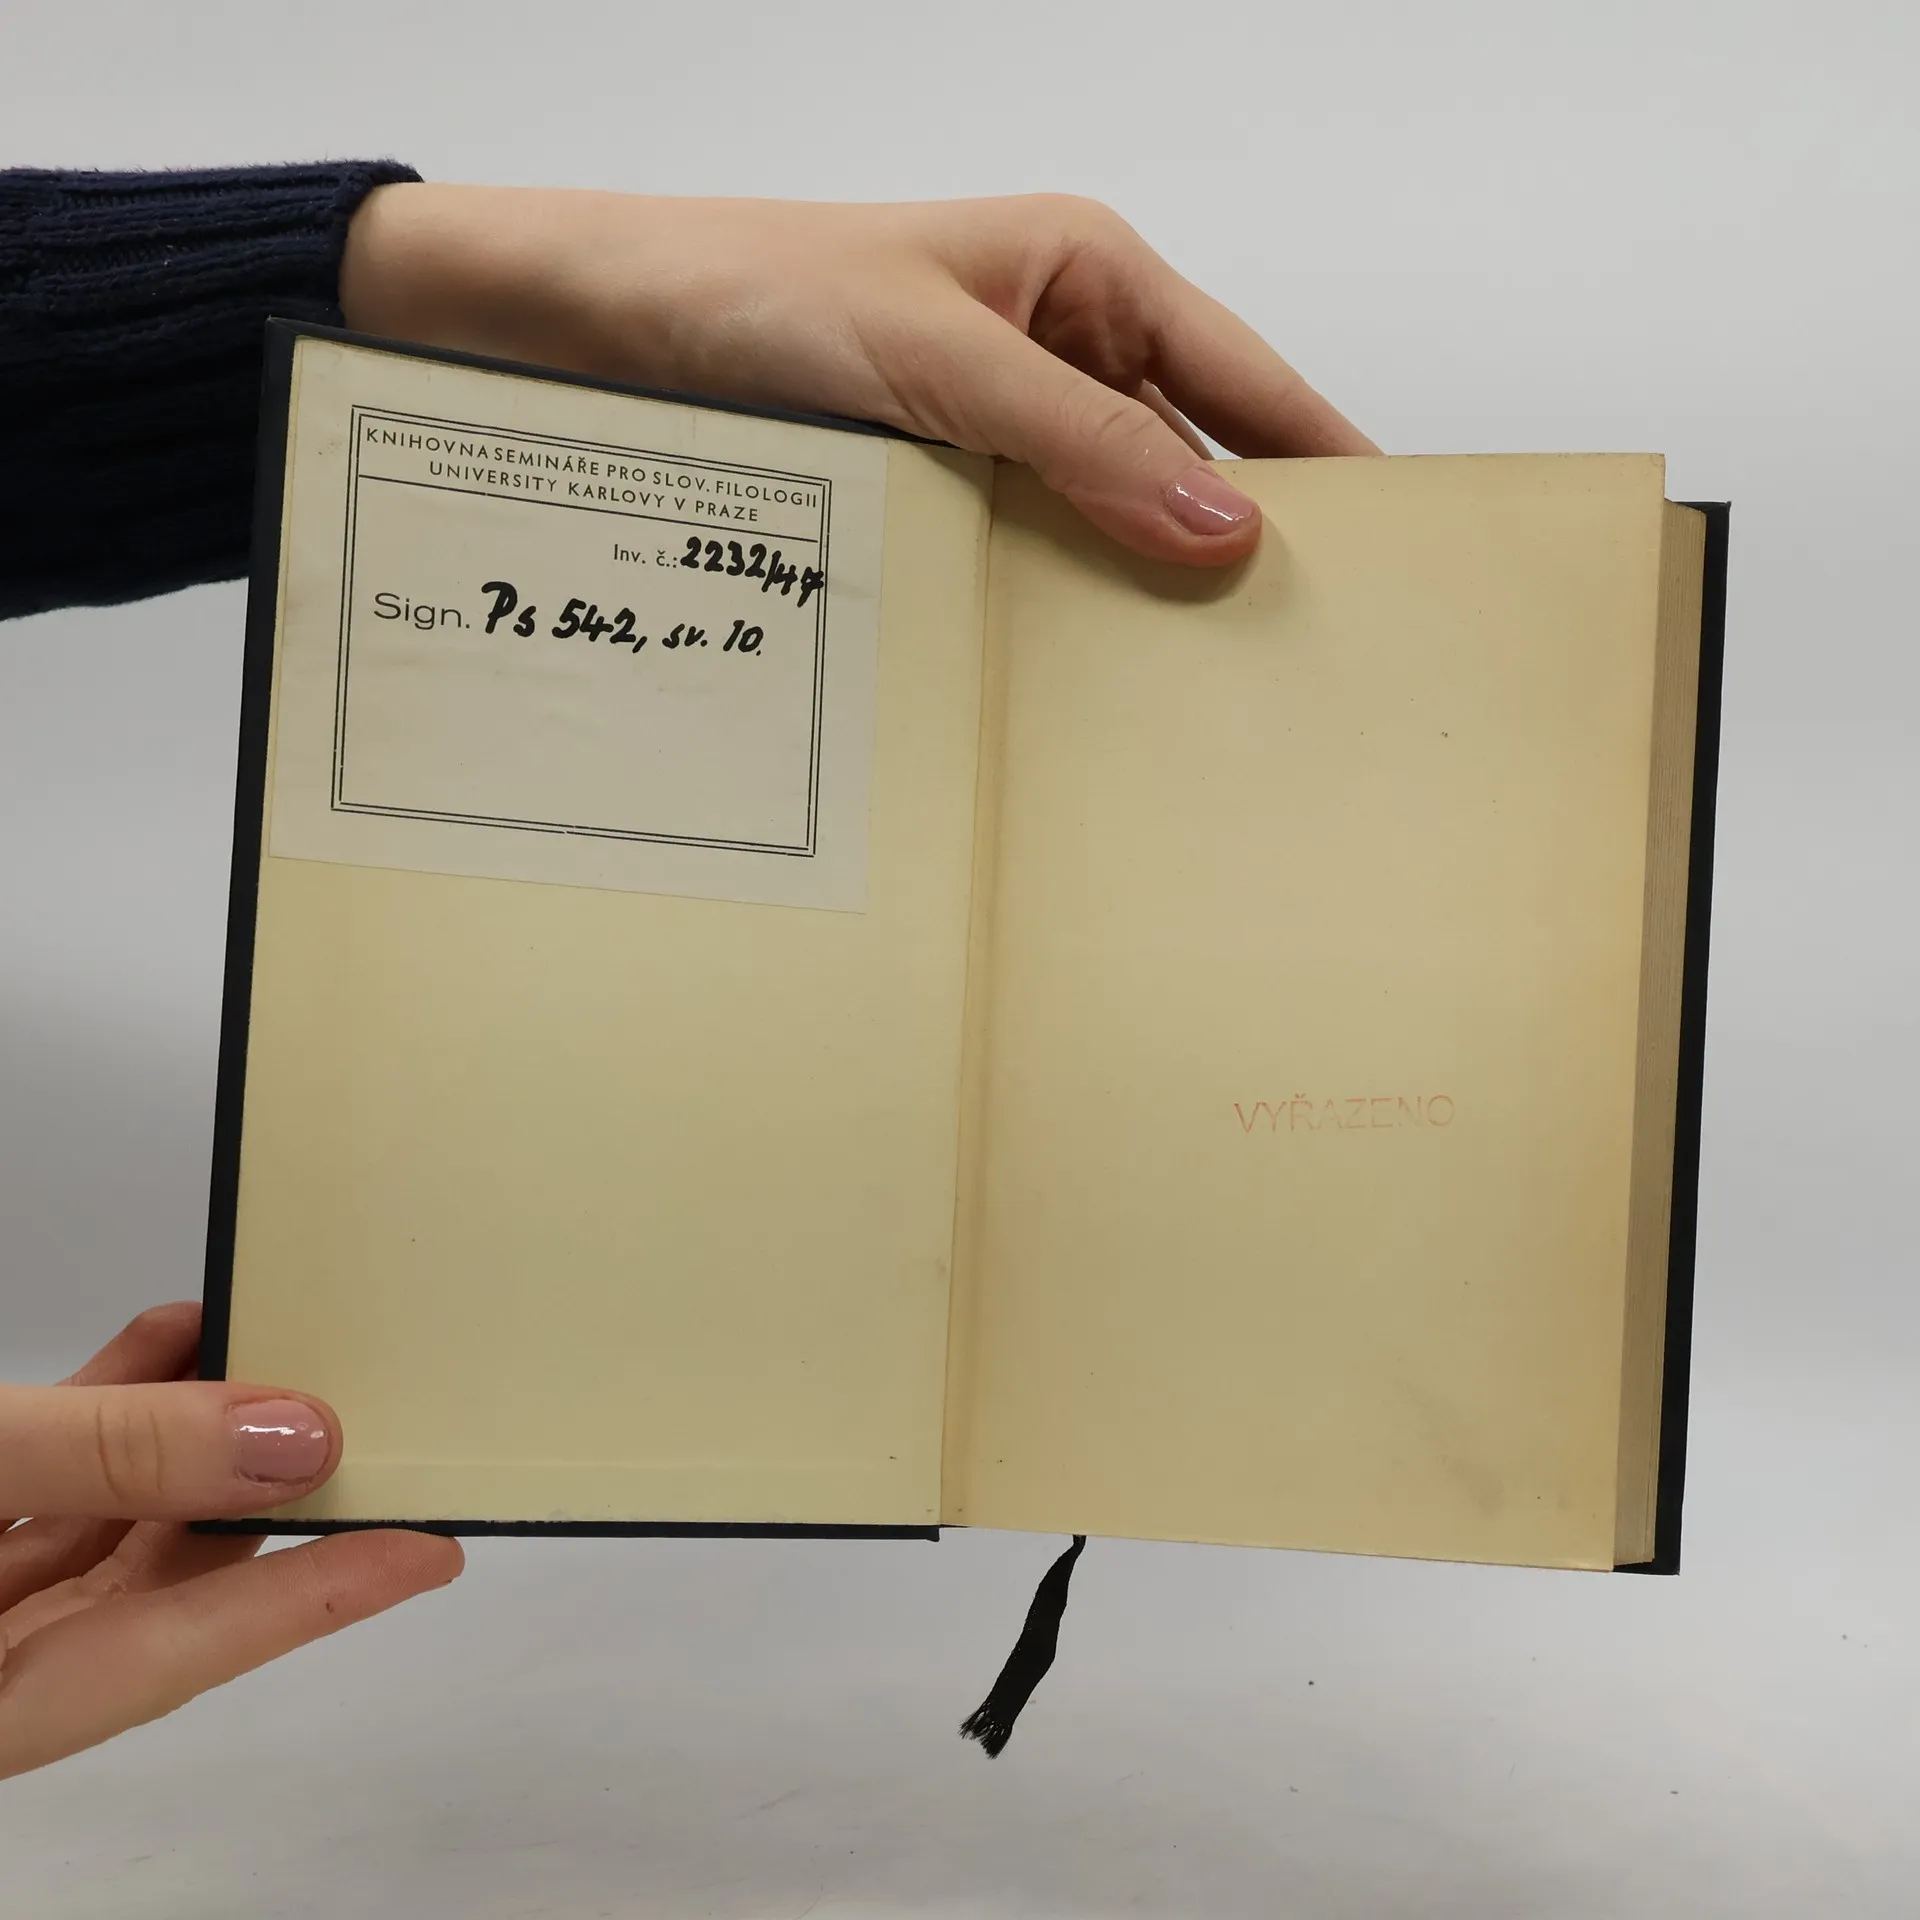 KNIHOVNA SEMINÁŘE PRO SLOV. FILOLOGII
UNIVERSITY KARLOVY V PRAZE
Inv. č.: 2232/47
Sign. Ps 542, sv. 10.
VYŘAZENO